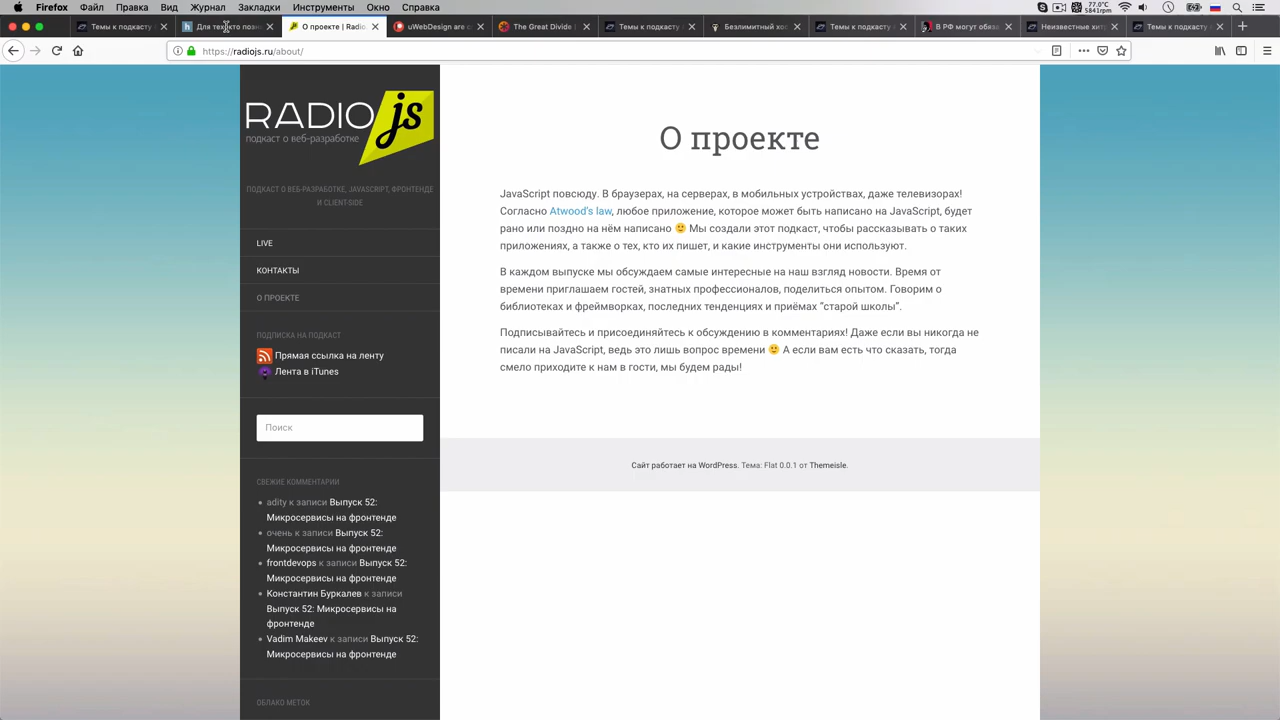 Firefox Файл Правка Вид Журнал Закладки Инструменты Окно Справка
Темы к подкасту
О проекте | Radio
uWebDesign are c
The Great Divide
Темы к подкасту
Безлимитный хос
Темы к подкасту
В РФ могут обяза
Неизвестные хит
Темы к подкасту
https://radiojs.ru/about/
RADIO js
подкаст о веб-разработке
ПОДКАСТ О ВЕБ-РАЗРАБОТКЕ, JAVASCRIPT, ФРОНТЕНДЕ
И CLIENT-SIDE
LIVE
КОНТАКТЫ
О ПРОЕКТЕ
ПОДПИСКА НА ПОДКАСТ
Прямая ссылка на ленту
Лента в iTunes
Поиск
СВЕЖИЕ КОММЕНТАРИИ
adity к записи Выпуск 52:
Микросервисы на фронтенде
очень к записи Выпуск 52:
Микросервисы на фронтенде
frontdevops к записи Выпуск 52:
Микросервисы на фронтенде
Константин Буркалев к записи
Выпуск 52: Микросервисы на
фронтенде
Vadim Makeev к записи Выпуск 52:
Микросервисы на фронтенде
ОБЛАКО МЕТОК
О проекте
JavaScript повсюду. В браузерах, на серверах, в мобильных устройствах, даже телевизорах!
Согласно Atwood's law, любое приложение, которое может быть написано на JavaScript, будет
рано или поздно на нём написано 🙂 Мы создали этот подкаст, чтобы рассказывать о таких
приложениях, а также о тех, кто их пишет, и какие инструменты они используют.
В каждом выпуске мы обсуждаем самые интересные на наш взгляд новости. Время от
времени приглашаем гостей, знатных профессионалов, поделиться опытом. Говорим о
библиотеках и фреймворках, последних тенденциях и приёмах “старой школы”.
Подписывайтесь и присоединяйтесь к обсуждению в комментариях! Даже если вы никогда не
писали на JavaScript, ведь это лишь вопрос времени 🙂 А если вам есть что сказать, тогда
смело приходите к нам в гости, мы будем рады!
Сайт работает на WordPress. Тема: Flat 0.0.1 от Themeisle.